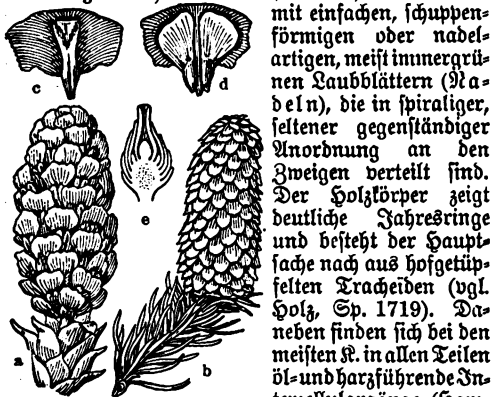 c
d
e
a
b
mit einfachen, ſchuppen⸗
förmigen oder nadel⸗
artigen, meiſt immergrü⸗
nen Laubblättern (Na⸗
deln), die in ſpiraliger,
ſeltener gegenſtändiger
Anordnung an den
Zweigen verteilt ſind.
Der Holzkörper zeigt
deutliche Jahresringe
und beſteht der Haupt⸗
ſache nach aus hofgetüp⸗
felten Tracheïden (vgl.
Holz, Sp. 1719). Da⸗
neben finden ſich bei den
meiſten K. in allen Teilen
öl⸗ und harzführende In⸗